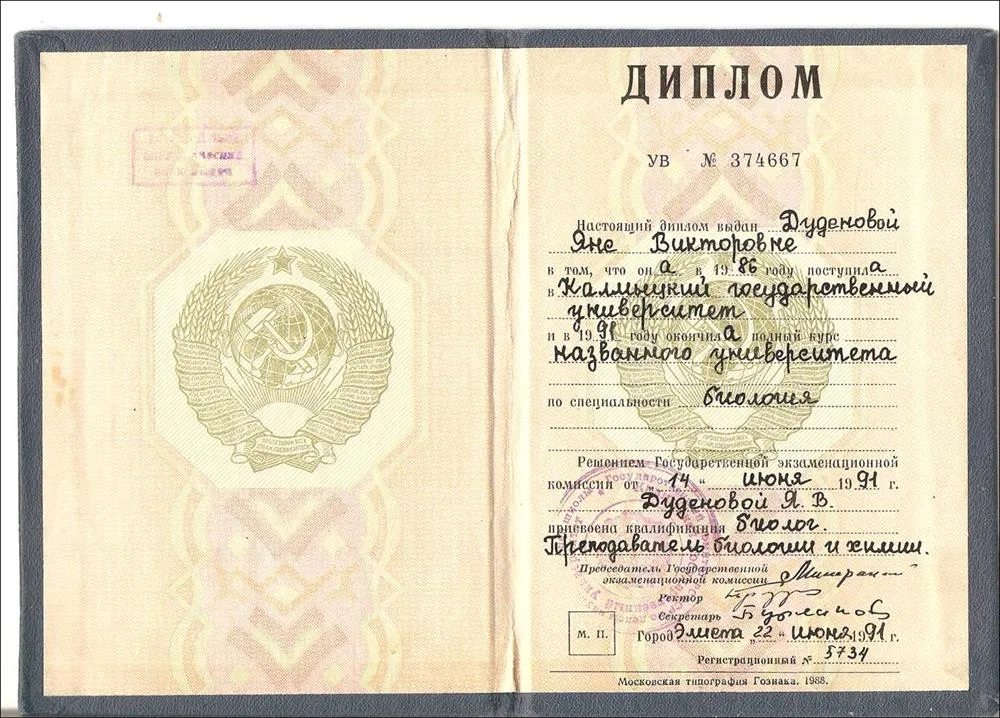 ДИПЛОМ
УВ № 374667
Настоящий диплом выдан Дуденовой
Яне Викторовне
в том, что она в 1986 году поступила
в Калмыцкий государственный
университет
и в 1991 году окончила полный курс
названного университета
по специальности биология
Решением Государственной экзаменационной
комиссии от „14“ июня 1991 г.
Дуденовой Я. В.
присвоена квалификация биолог.
Преподаватель биологии и химии.
Председатель Государственной
экзаменационной комиссии
Ректор
Секретарь
М. П.
Город Элиста „22“ июня 1991 г.
Регистрационный № 5734
Московская типография Гознака. 1988.